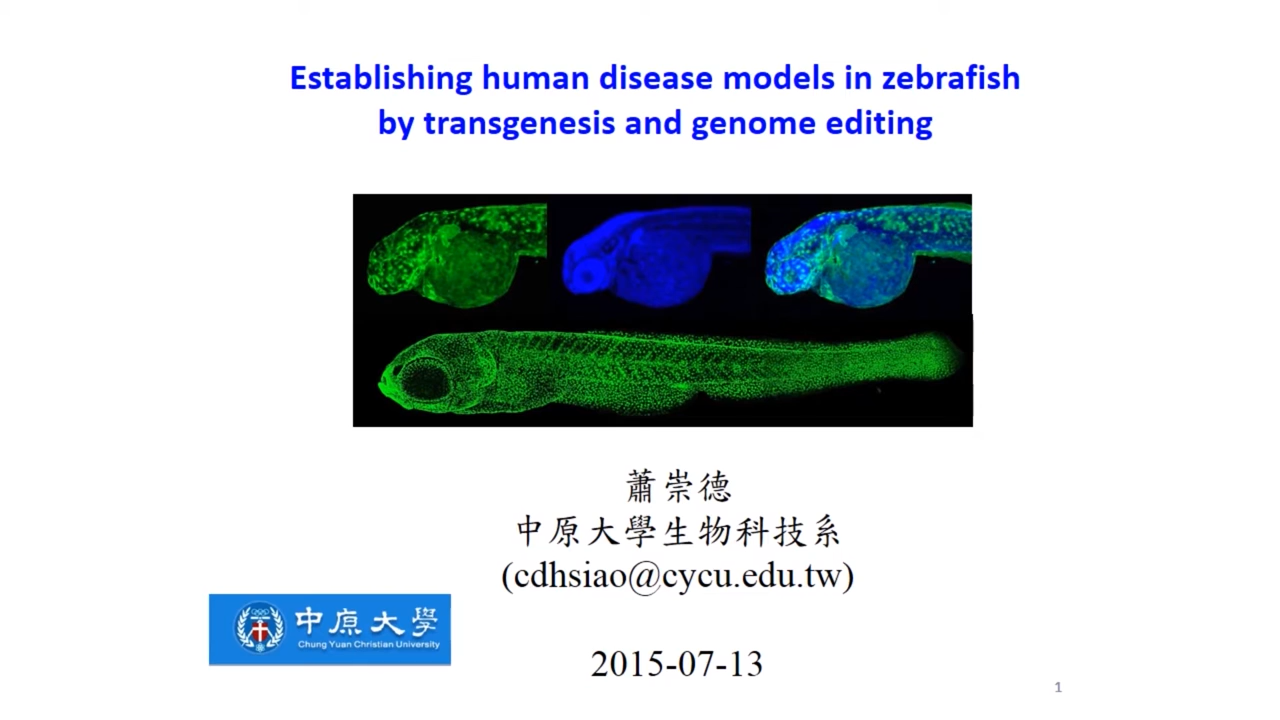 Establishing human disease models in zebrafish
by transgenesis and genome editing
蕭崇德
中原大學生物科技系
(cdhsiao@cycu.edu.tw)
中原大學
Chung Yuan Christian University
2015-07-13
1